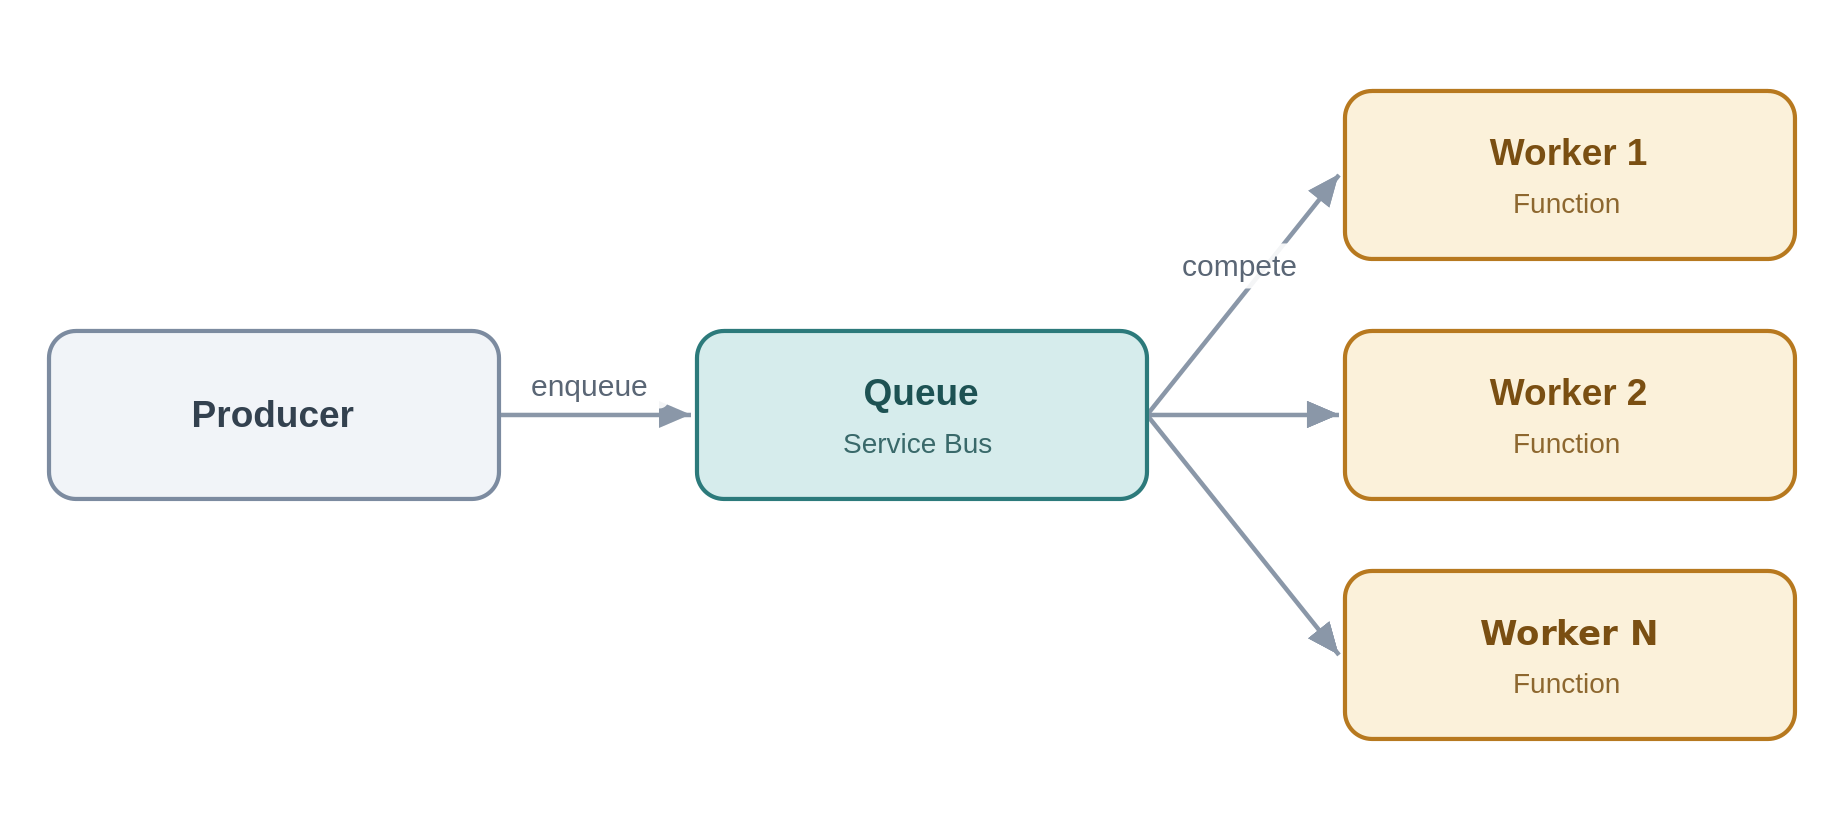 Producer
enqueue
Queue
Service Bus
compete
Worker 1
Function
Worker 2
Function
Worker N
Function